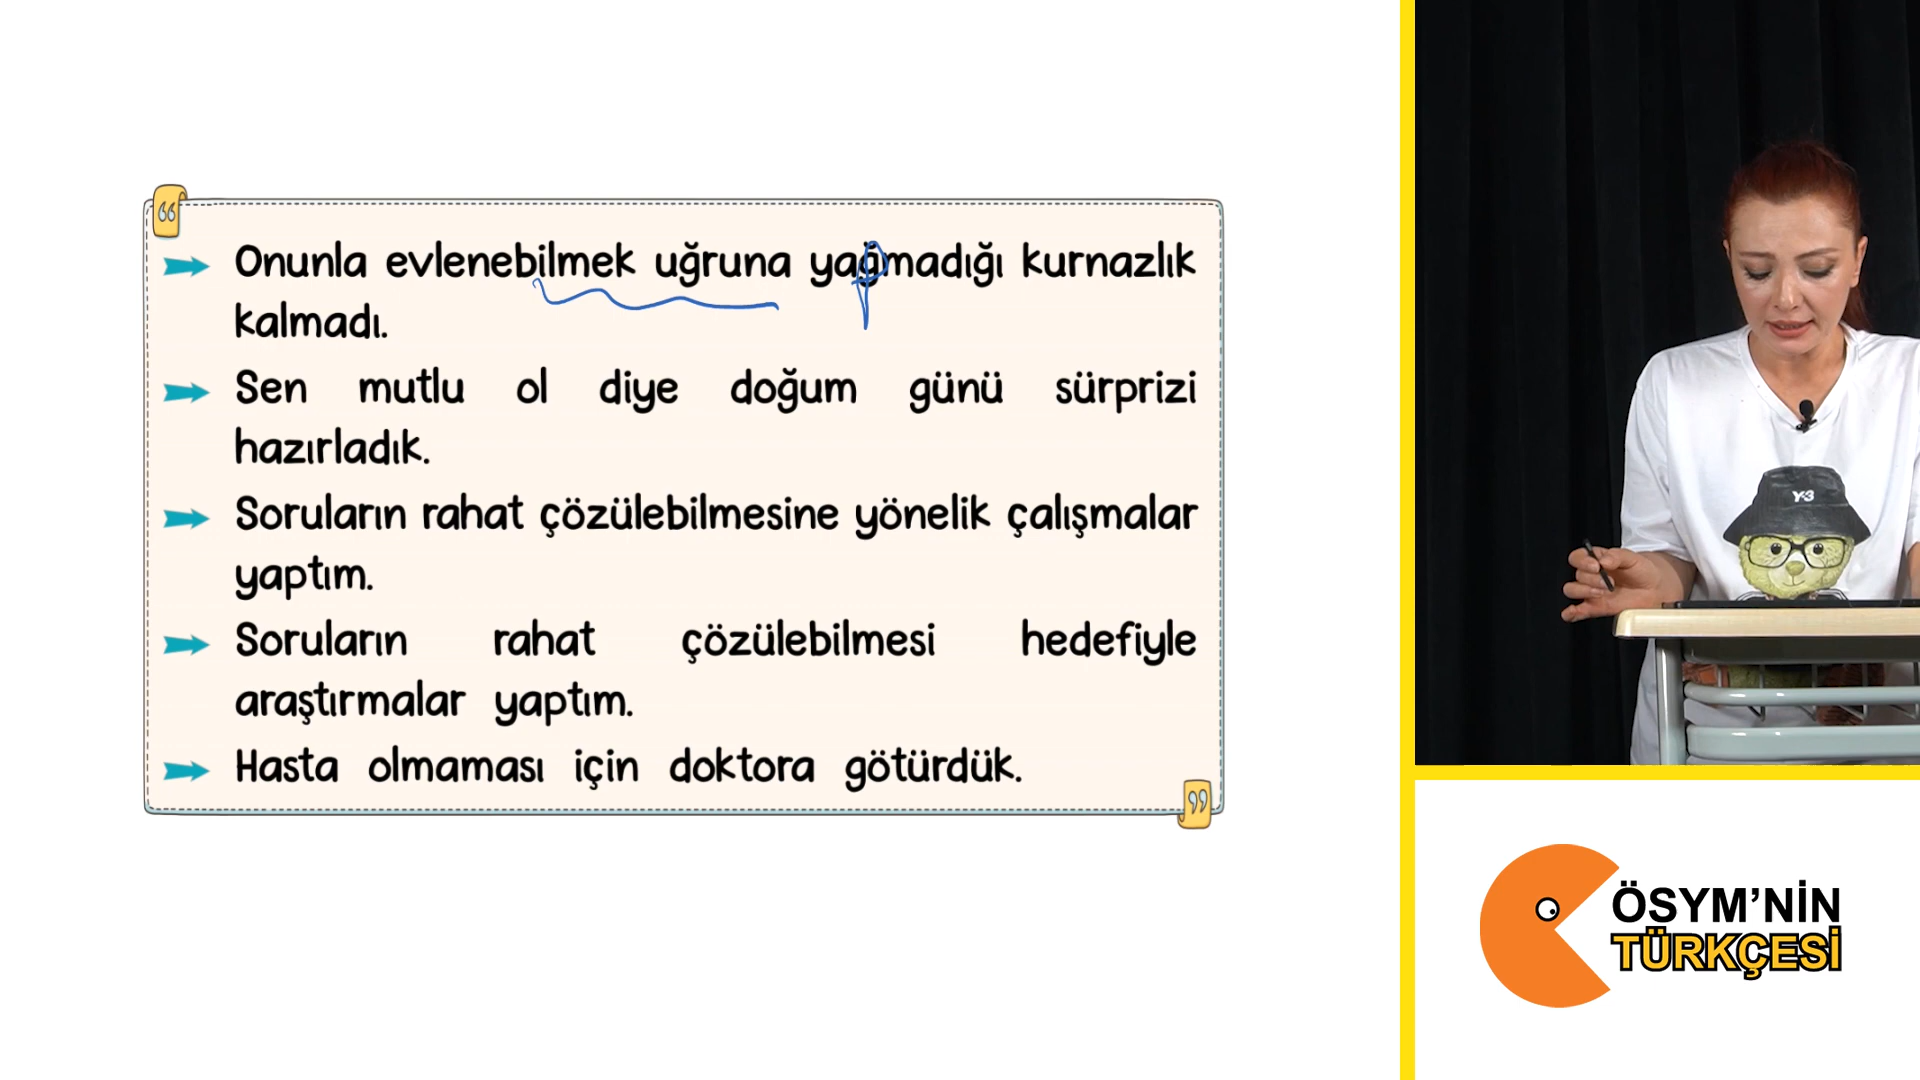 Onunla evlenebilmek uğruna yapmadığı kurnazlık
kalmadı.
Sen mutlu ol diye doğum günü sürprizi
hazırladık.
Soruların rahat çözülebilmesine yönelik çalışmalar
yaptım.
Soruların rahat çözülebilmesi hedefiyle
araştırmalar yaptım.
Hasta olmaması için doktora götürdük.
Y-3
ÖSYM'NİN
TÜRKÇESİ